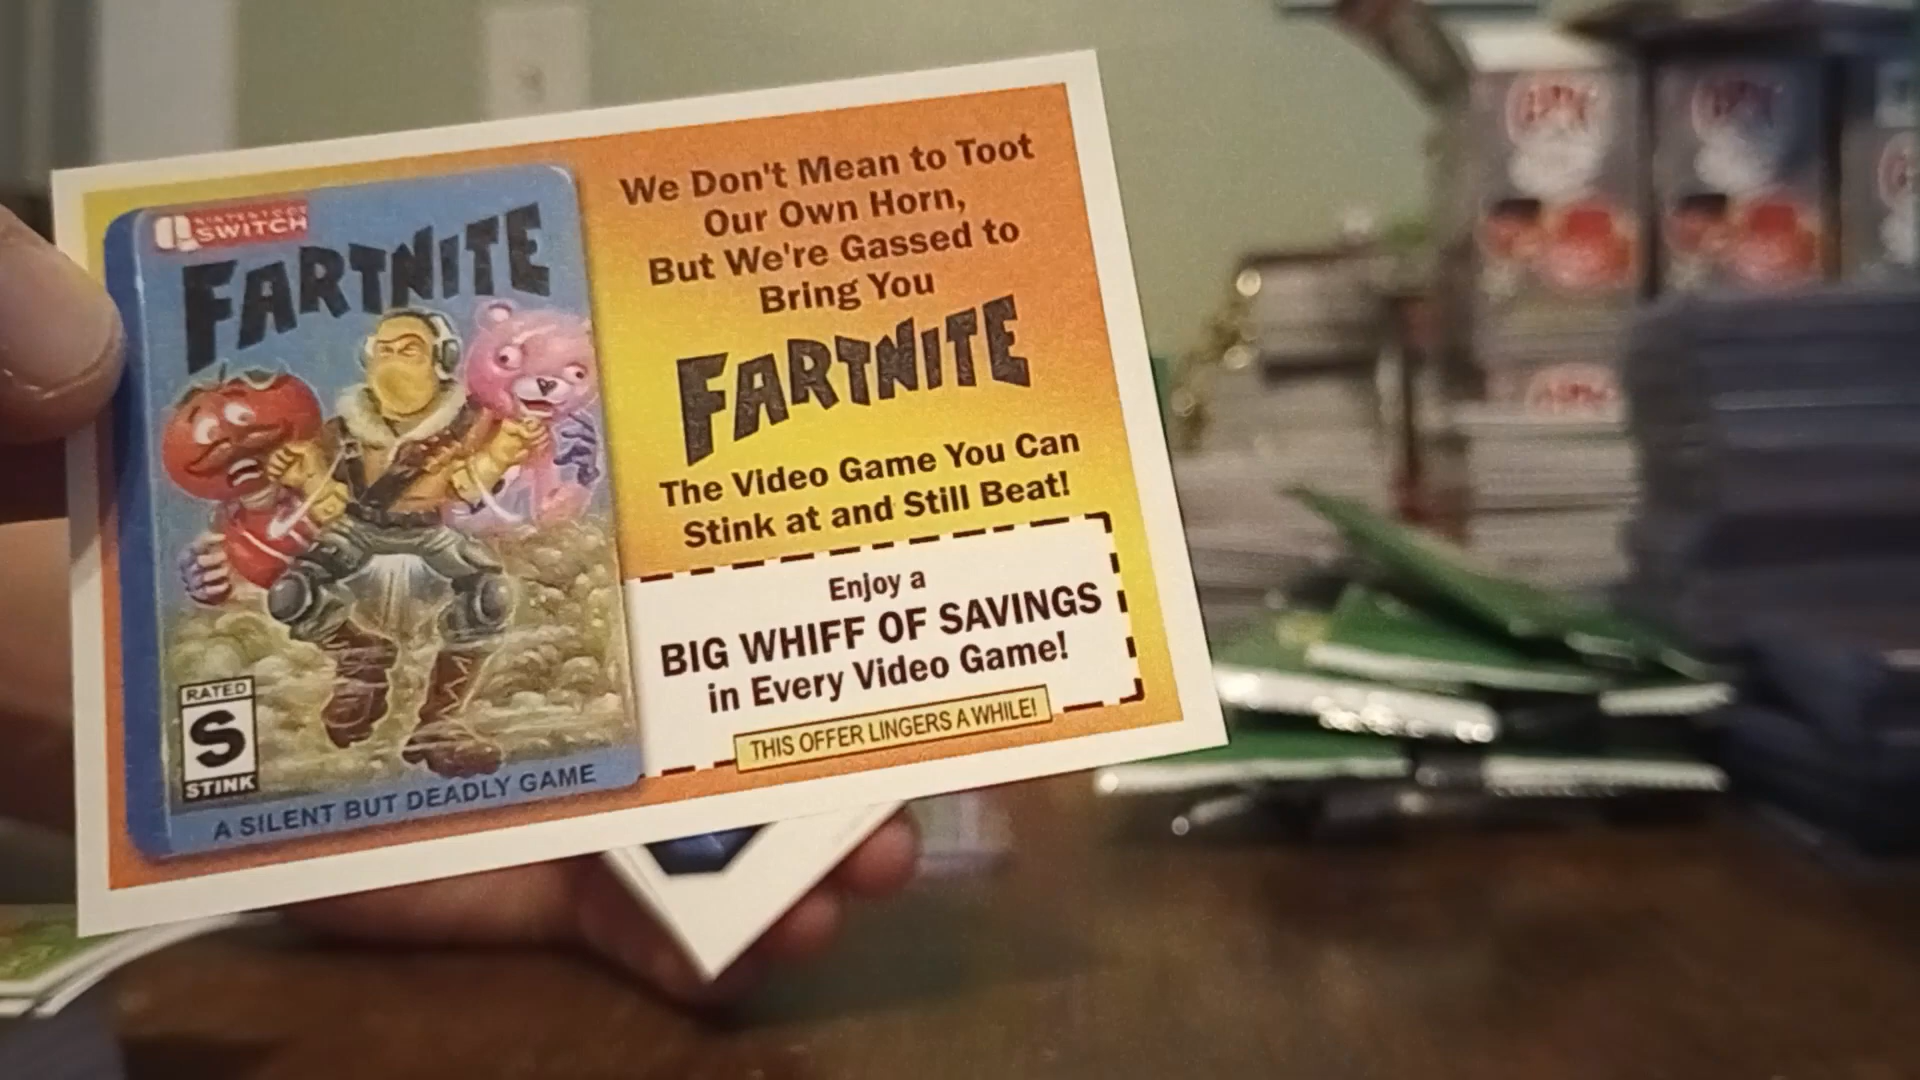 SWITCH
FARTNITE
RATED
S
STINK
A SILENT BUT DEADLY GAME
We Don't Mean to Toot
Our Own Horn,
But We're Gassed to
Bring You
FARTNITE
The Video Game You Can
Stink at and Still Beat!
Enjoy a
BIG WHIFF OF SAVINGS
in Every Video Game!
THIS OFFER LINGERS A WHILE!